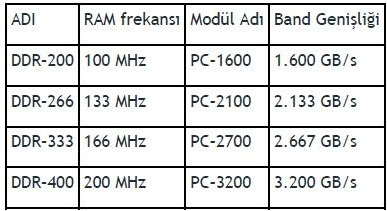 ADI RAM frekansı Modül Adı Band Genişliği
DDR-200 100 MHz PC-1600 1.600 GB/s
DDR-266 133 MHz PC-2100 2.133 GB/s
DDR-333 166 MHz PC-2700 2.667 GB/s
DDR-400 200 MHz PC-3200 3.200 GB/s